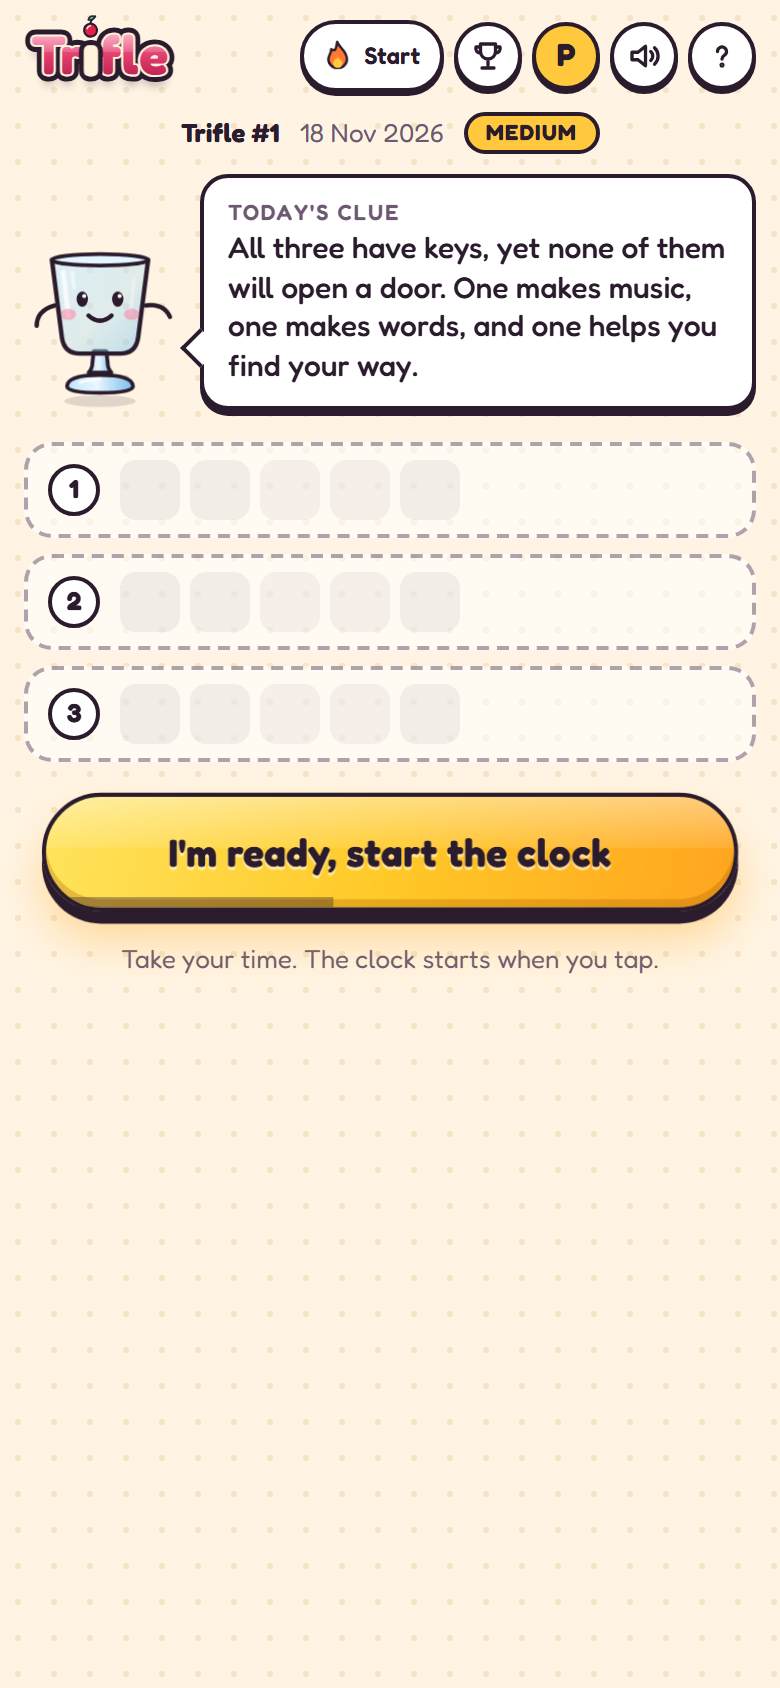 Trifle
Start
P
?
Trifle #1 18 Nov 2026 MEDIUM
TODAY'S CLUE
All three have keys, yet none of them
will open a door. One makes music,
one makes words, and one helps you
find your way.
1
2
3
I'm ready, start the clock
Take your time. The clock starts when you tap.